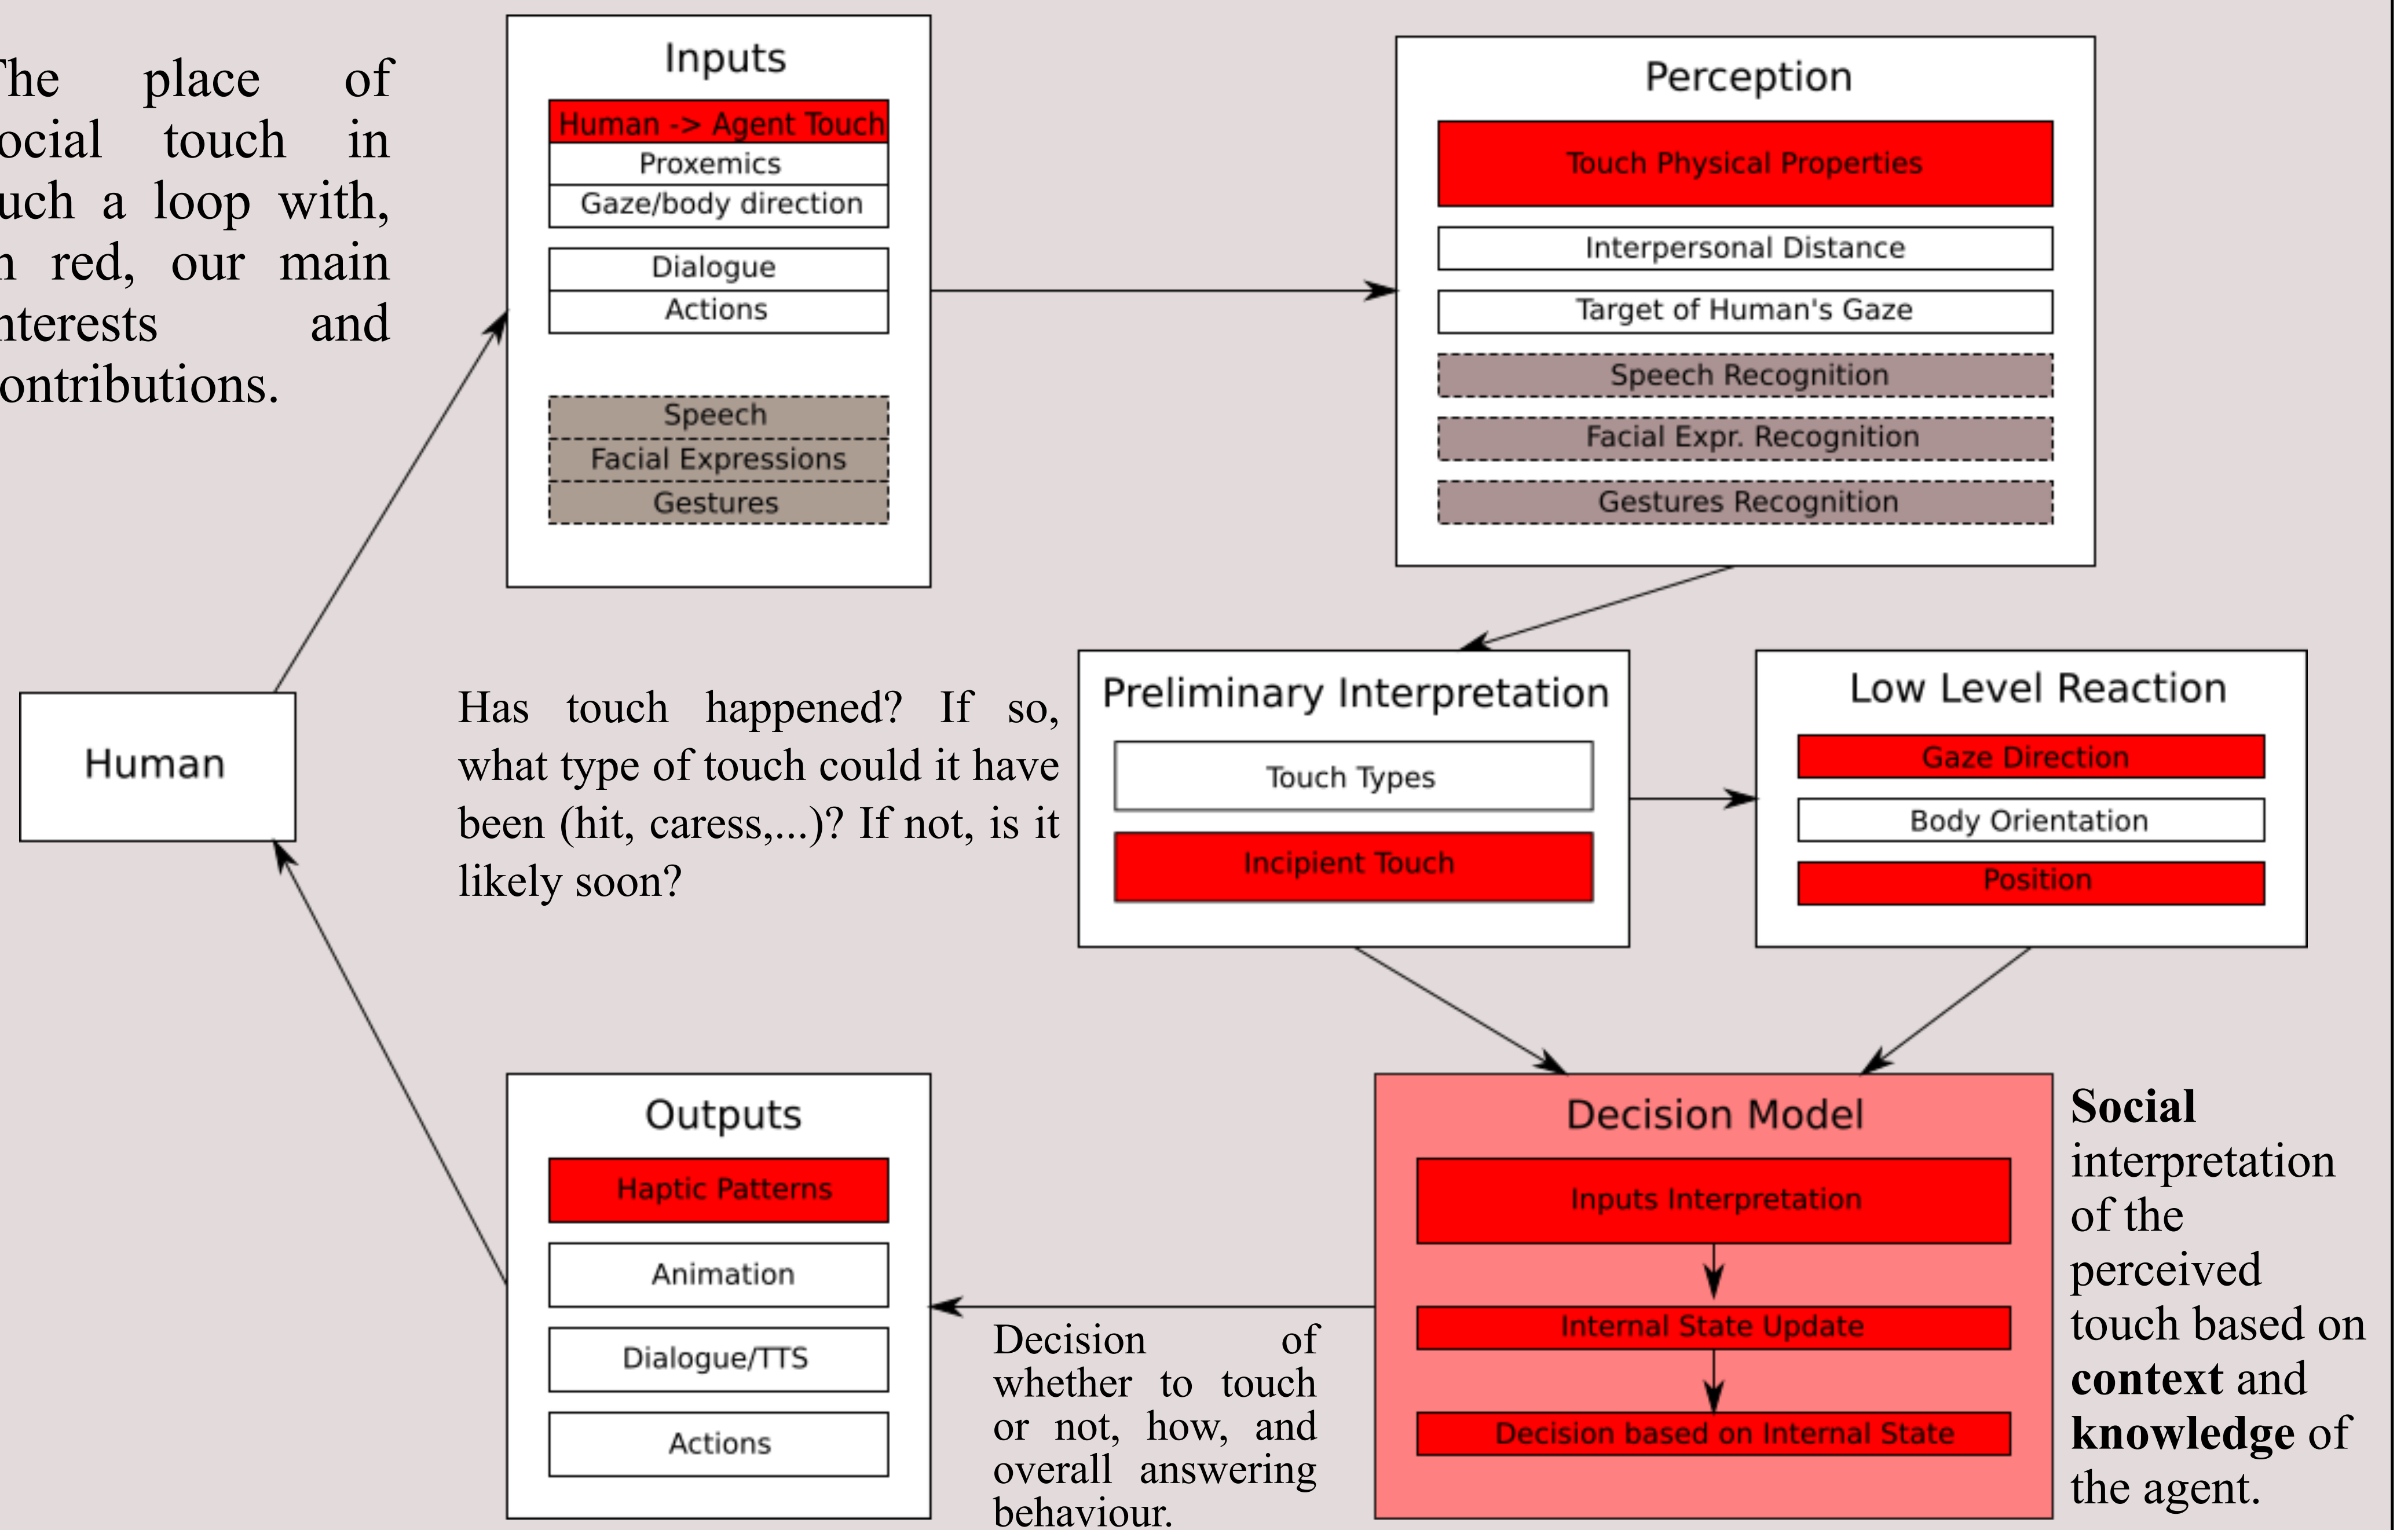 The place of
ocial touch in
uch a loop with,
n red, our main
nterests and
ontributions.
Inputs
Human -> Agent Touch
Proxemics
Gaze/body direction
Dialogue
Actions
Speech
Facial Expressions
Gestures
Perception
Touch Physical Properties
Interpersonal Distance
Target of Human's Gaze
Speech Recognition
Facial Expr. Recognition
Gestures Recognition
Human
Has touch happened? If so,
what type of touch could it have
been (hit, caress,...)? If not, is it
likely soon?
Preliminary Interpretation
Touch Types
Incipient Touch
Low Level Reaction
Gaze Direction
Body Orientation
Position
Outputs
Haptic Patterns
Animation
Dialogue/TTS
Actions
Decision of
whether to touch
or not, how, and
overall answering
behaviour.
Decision Model
Inputs Interpretation
Internal State Update
Decision based on Internal State
Social
interpretation
of the
perceived
touch based on
context and
knowledge of
the agent.